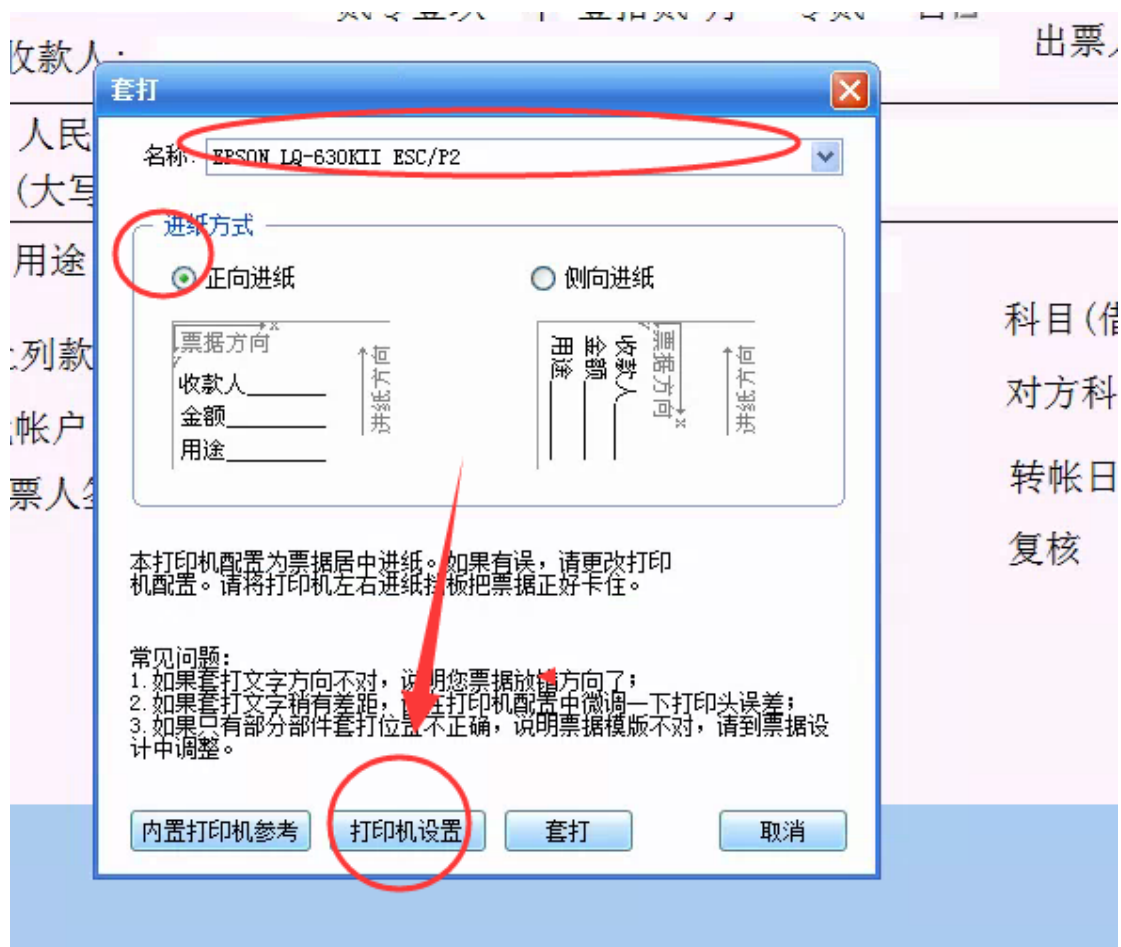 收款人:
出票人
套打
人民
(大写
名称: EPSON LQ-630KII ESC/P2
进纸方式
用途
正向进纸
侧向进纸
票据方向
x
y
收款人
金额
用途
进纸方向
票据方向
x
y
收款人
金额
用途
进纸方向
列款
帐户
票人签
科目(借
对方科
转帐日
复核
本打印机配置为票据居中进纸。如果有误,请更改打印
机配置。请将打印机左右进纸挡板把票据正好卡住。
常见问题:
1.如果套打文字方向不对,说明您票据放错方向了;
2.如果套打文字稍有差距,请在打印机配置中微调一下打印头误差;
3.如果只有部分部件套打位置不正确,说明票据模版不对,请到票据设
计中调整。
内置打印机参考
打印机设置
套打
取消